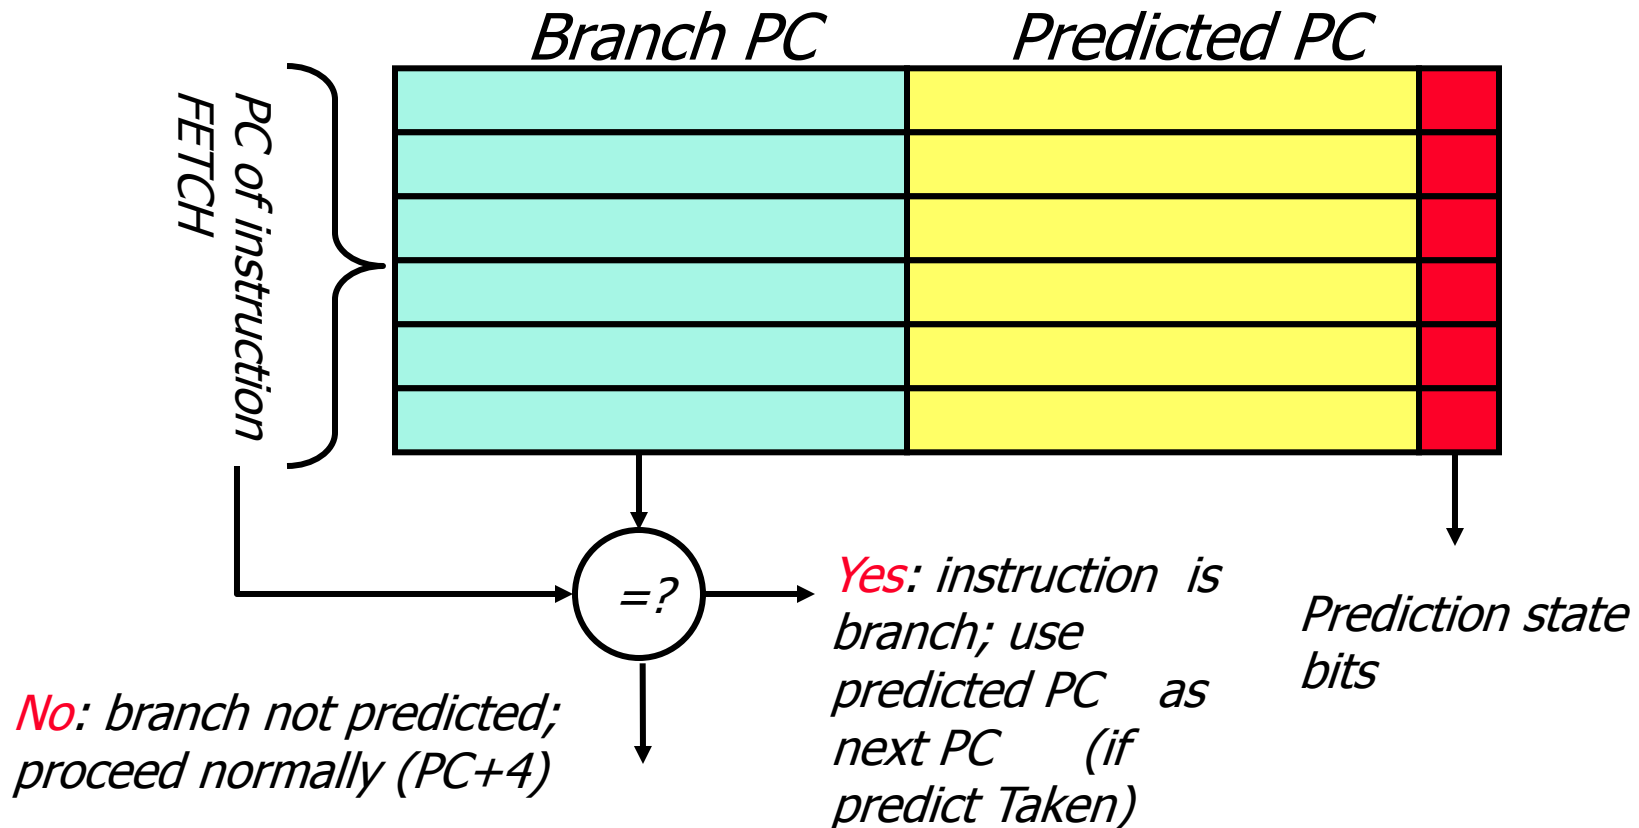 Branch PC
Predicted PC
PC of instruction
FETCH
=?
Yes: instruction is
branch; use
predicted PC as
next PC (if
predict Taken)
Prediction state
bits
No: branch not predicted;
proceed normally (PC+4)